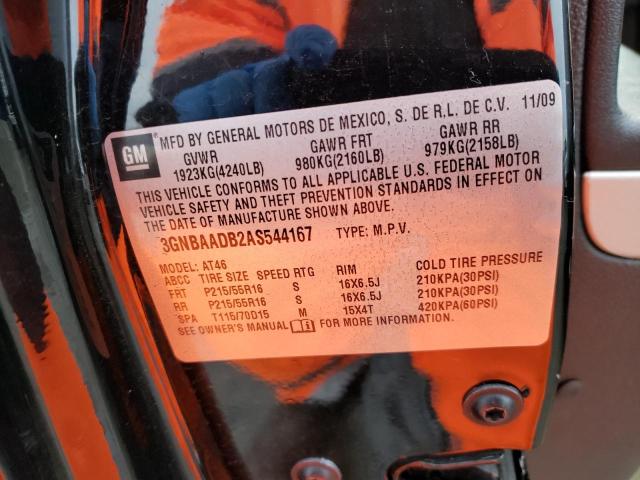 GM
MFD BY GENERAL MOTORS DE MEXICO, S. DE R.L. DE C.V. 11/09
GVWR GAWR FRT GAWR RR
1923KG(4240LB) 980KG(2160LB) 979KG(2158LB)
THIS VEHICLE CONFORMS TO ALL APPLICABLE U.S. FEDERAL MOTOR
VEHICLE SAFETY AND THEFT PREVENTION STANDARDS IN EFFECT ON
THE DATE OF MANUFACTURE SHOWN ABOVE.
3GNBAADB2AS544167 TYPE: M.P.V.
MODEL: AT46
ABCC TIRE SIZE SPEED RTG RIM COLD TIRE PRESSURE
FRT P215/55R16 S 16X6.5J 210KPA(30PSI)
RR P215/55R16 S 16X6.5J 210KPA(30PSI)
SPA T115/70D15 M 15X4T 420KPA(60PSI)
SEE OWNER'S MANUAL FOR MORE INFORMATION.